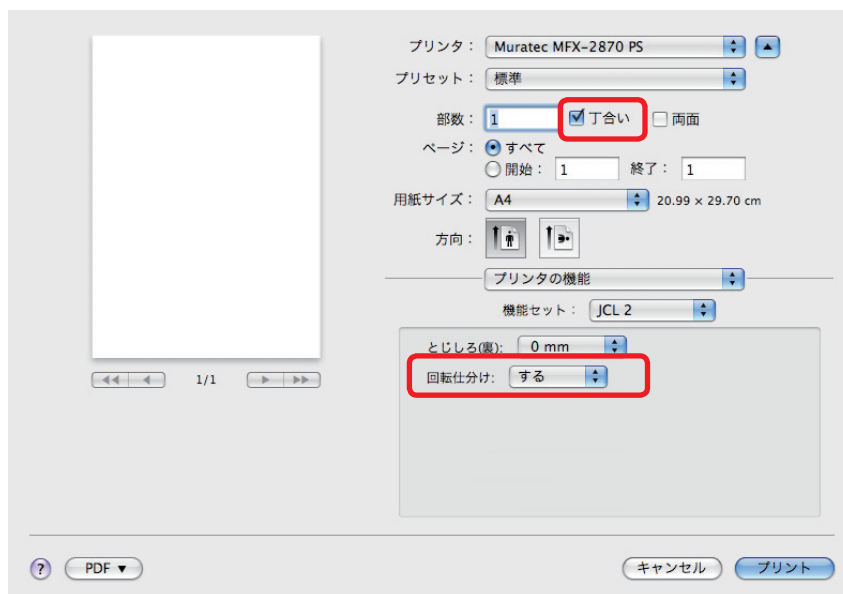 プリンタ： Muratec MFX-2870 PS
プリセット： 標準
部数： 1 丁合い 両面
ページ： すべて
開始： 1 終了： 1
用紙サイズ： A4 20.99 × 29.70 cm
方向：
プリンタの機能
機能セット： JCL 2
とじしろ(裏): 0 mm
回転仕分け: する
1/1
? PDF ▼ キャンセル プリント